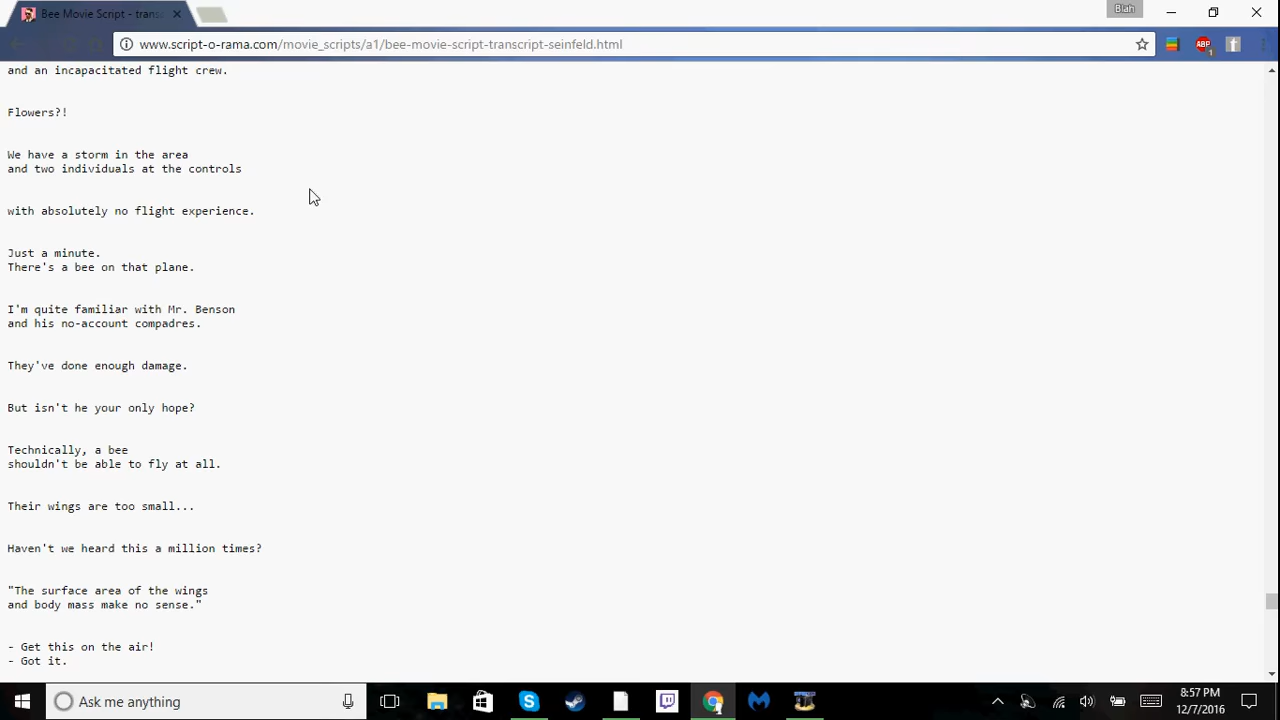 Bee Movie Script - trans
Blah
www.script-o-rama.com/movie_scripts/a1/bee-movie-script-transcript-seinfeld.html
ABP
1
and an incapacitated flight crew.
Flowers?!
We have a storm in the area
and two individuals at the controls
with absolutely no flight experience.
Just a minute.
There's a bee on that plane.
I'm quite familiar with Mr. Benson
and his no-account compadres.
They've done enough damage.
But isn't he your only hope?
Technically, a bee
shouldn't be able to fly at all.
Their wings are too small...
Haven't we heard this a million times?
"The surface area of the wings
and body mass make no sense."
- Get this on the air!
- Got it.
Ask me anything
8:57 PM
12/7/2016